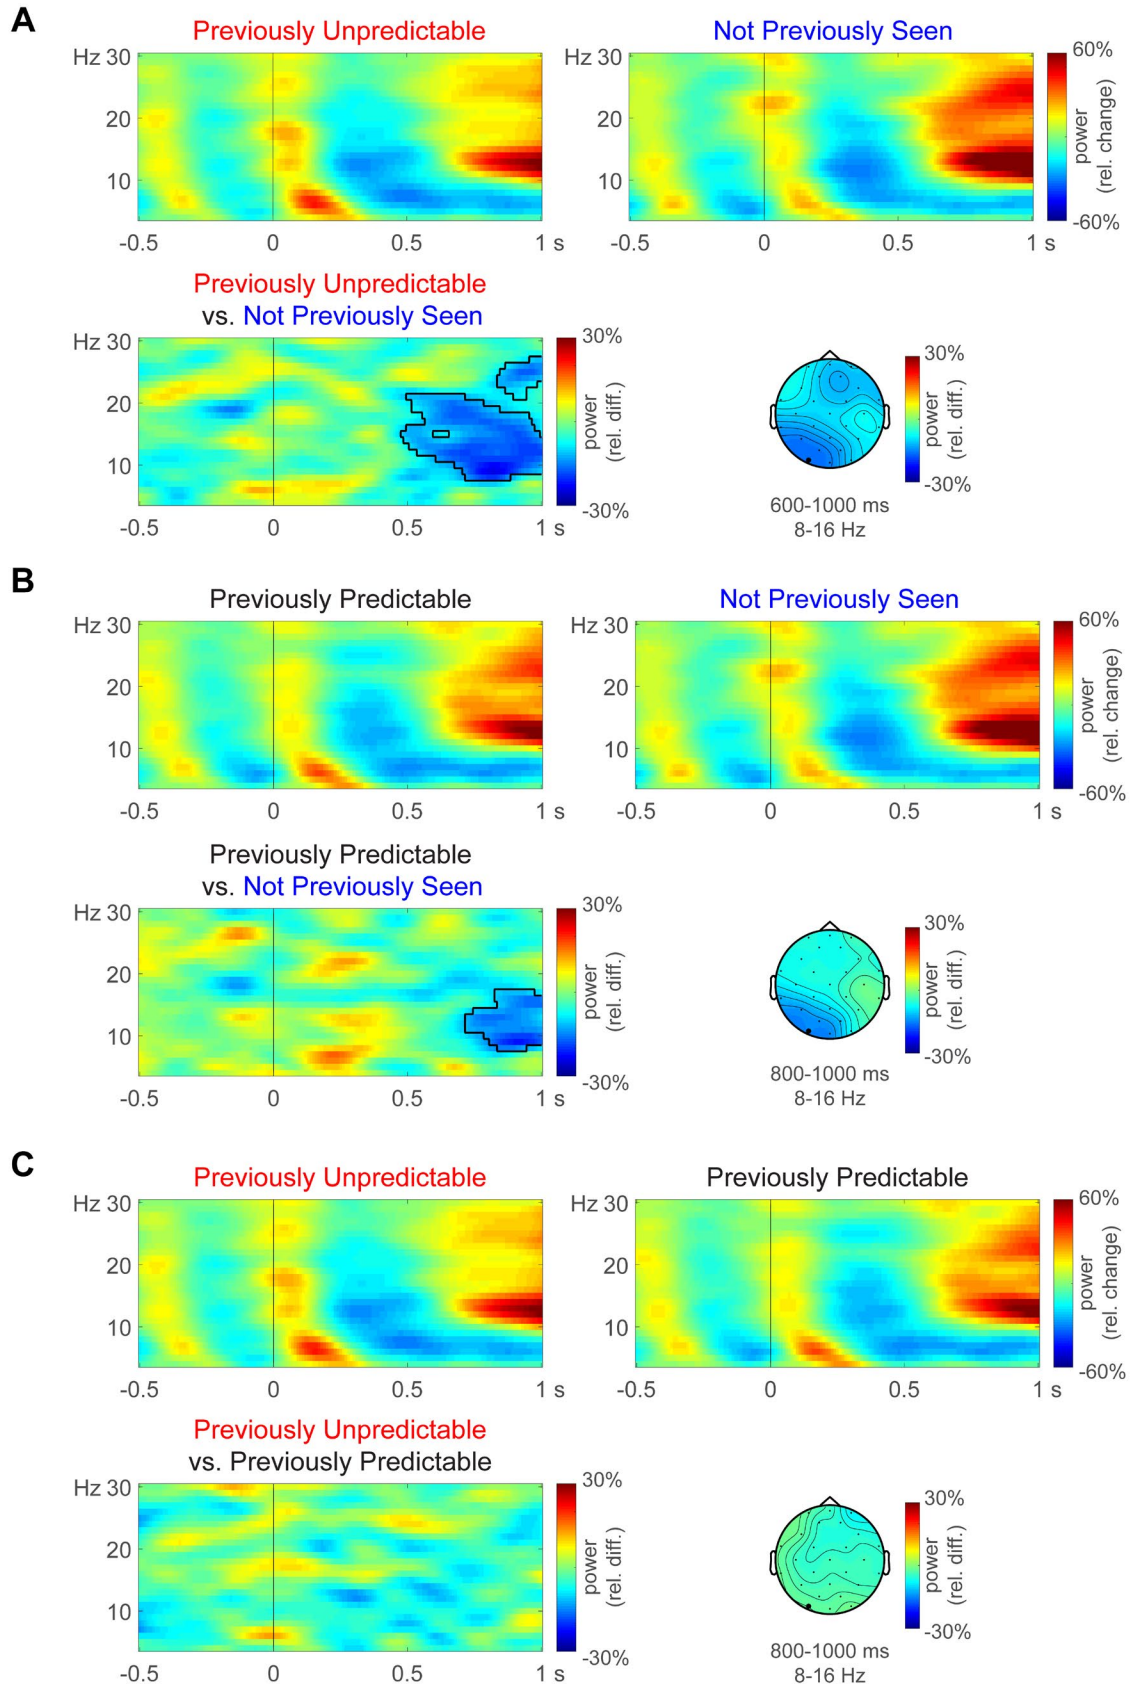 A
Previously Unpredictable
Not Previously Seen
Hz 30
20
10
-0.5
0
0.5
1 s
Hz 30
20
10
-0.5
0
0.5
1 s
60%
power
(rel. change)
-60%
Previously Unpredictable
vs. Not Previously Seen
Hz 30
20
10
-0.5
0
0.5
1 s
30%
power
(rel. diff.)
-30%
30%
power
(rel. diff.)
-30%
600-1000 ms
8-16 Hz
B
Previously Predictable
Not Previously Seen
Hz 30
20
10
-0.5
0
0.5
1 s
Hz 30
20
10
-0.5
0
0.5
1 s
60%
power
(rel. change)
-60%
Previously Predictable
vs. Not Previously Seen
Hz 30
20
10
-0.5
0
0.5
1 s
30%
power
(rel. diff.)
-30%
30%
power
(rel. diff.)
-30%
800-1000 ms
8-16 Hz
C
Previously Unpredictable
Previously Predictable
Hz 30
20
10
-0.5
0
0.5
1 s
Hz 30
20
10
-0.5
0
0.5
1 s
60%
power
(rel. change)
-60%
Previously Unpredictable
vs. Previously Predictable
Hz 30
20
10
-0.5
0
0.5
1 s
30%
power
(rel. diff.)
-30%
30%
power
(rel. diff.)
-30%
800-1000 ms
8-16 Hz